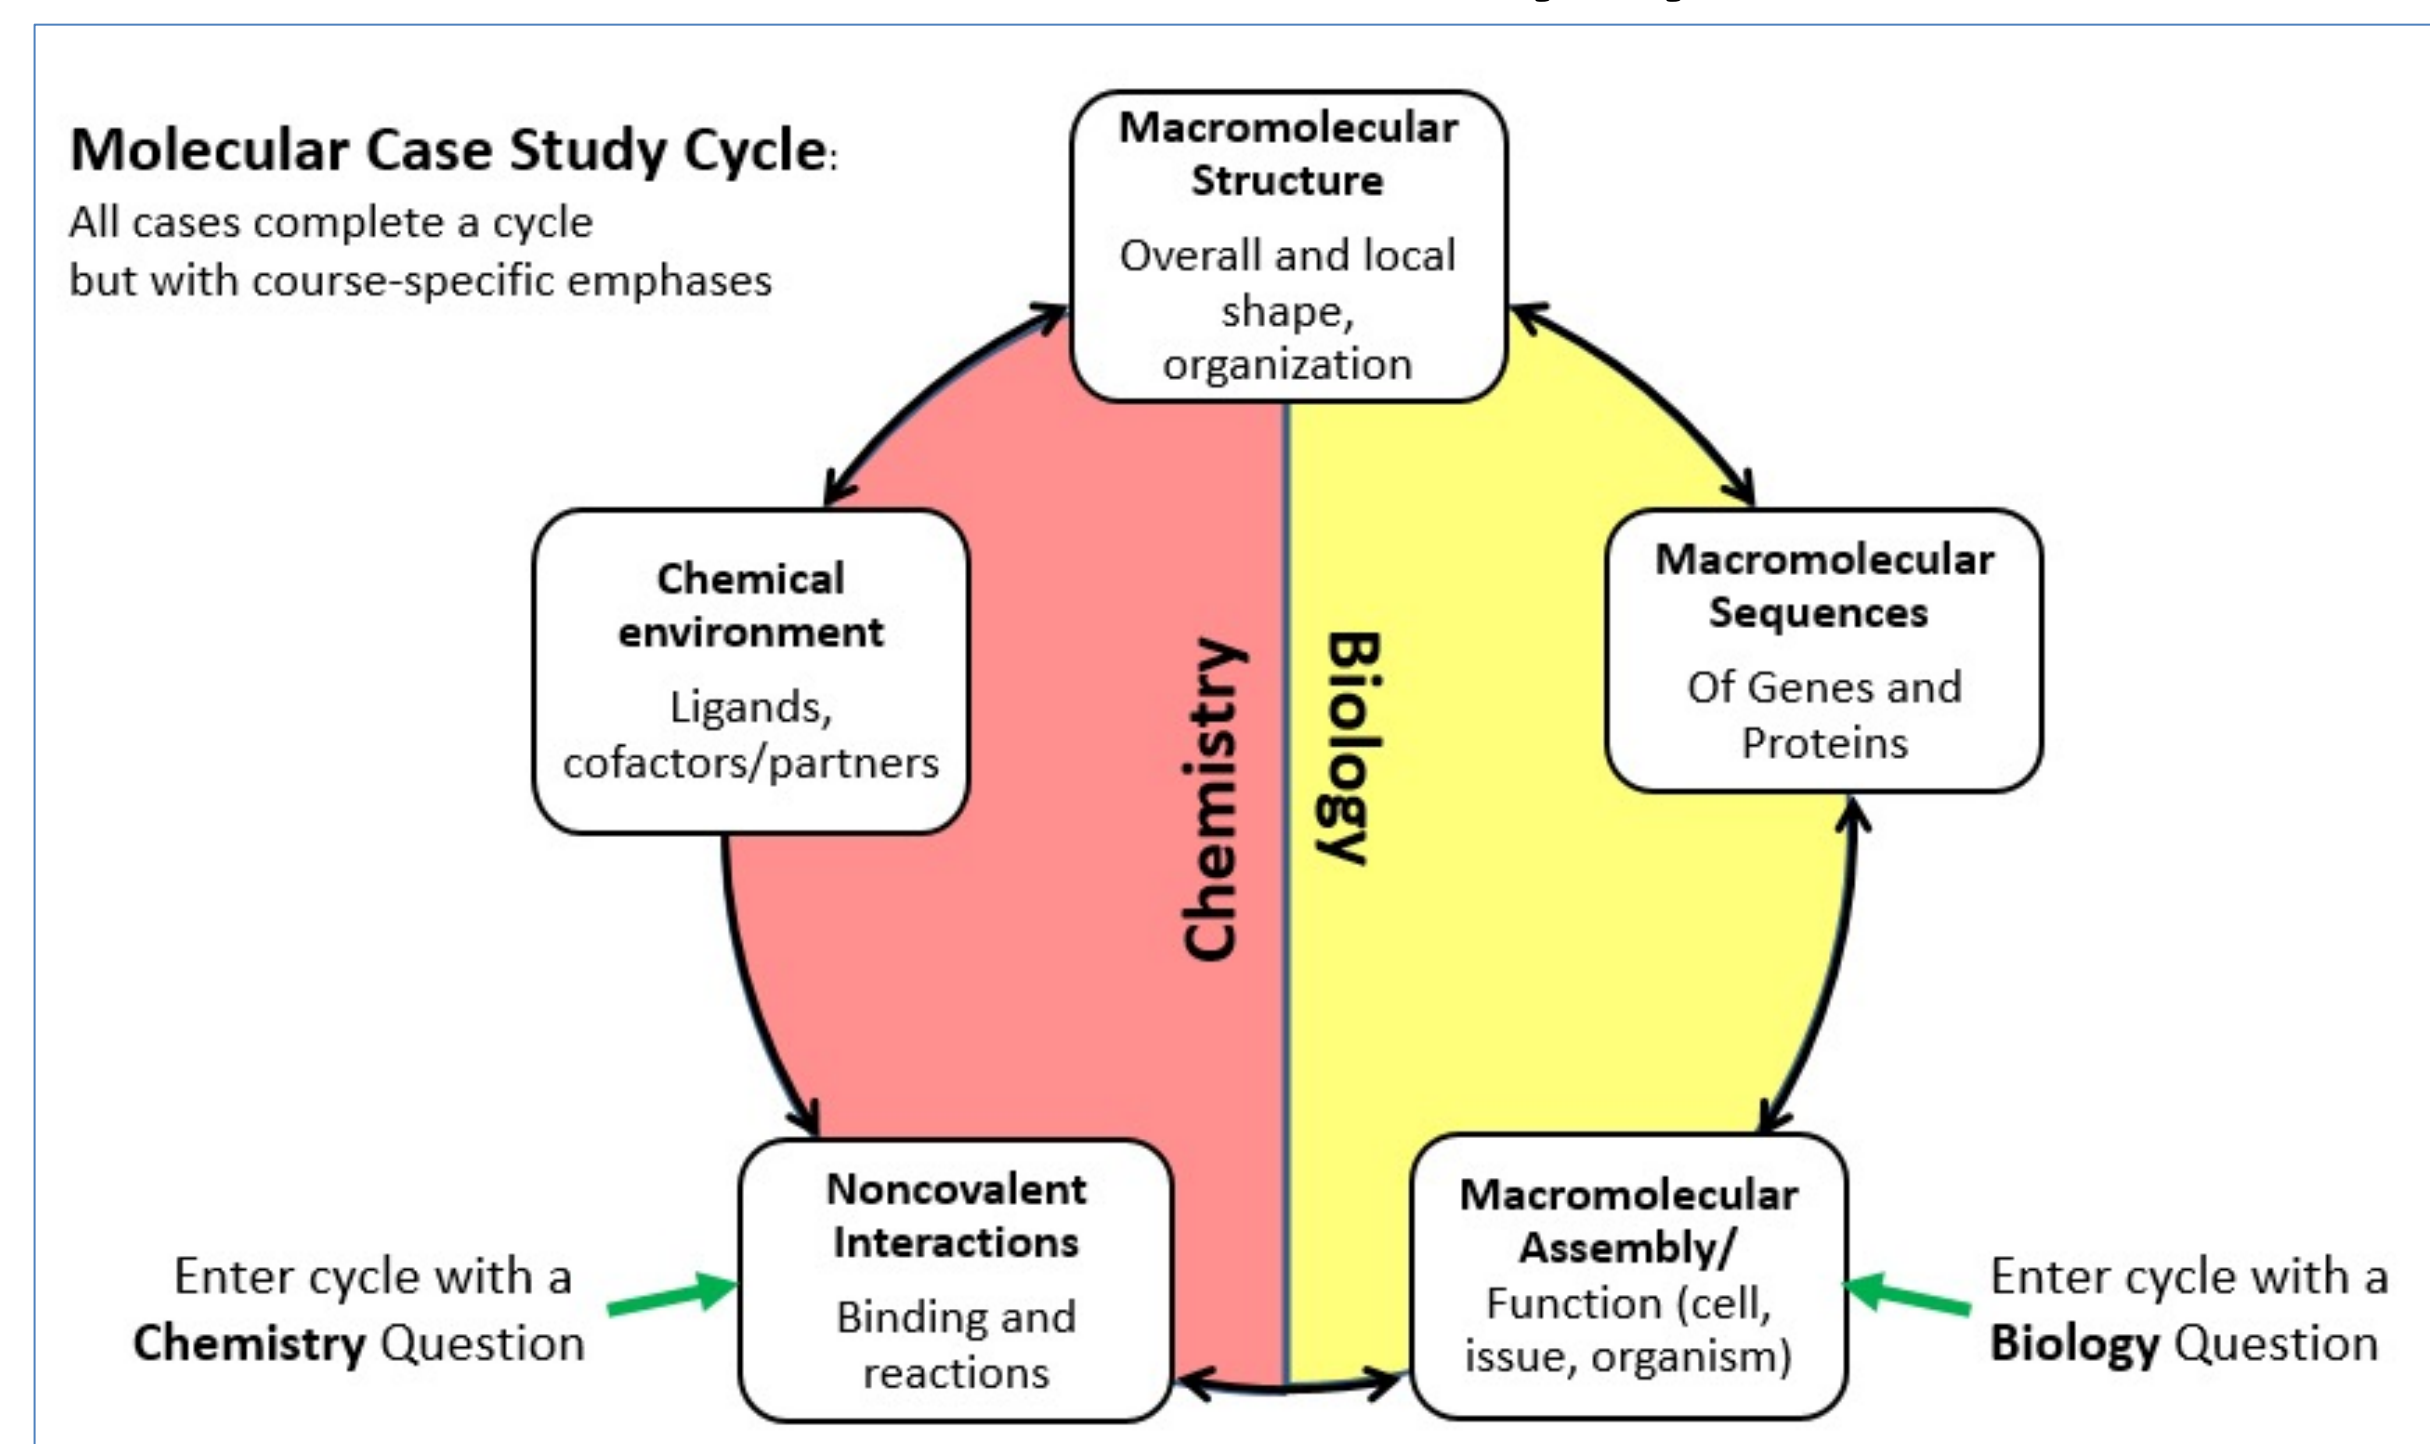 Molecular Case Study Cycle:
All cases complete a cycle
but with course-specific emphases
Macromolecular
Structure
Overall and local
shape,
organization
Chemical
environment
Ligands,
cofactors/partners
Macromolecular
Sequences
Of Genes and
Proteins
Chemistry
Biology
Noncovalent
Interactions
Binding and
reactions
Macromolecular
Assembly/
Function (cell,
issue, organism)
Enter cycle with a
Chemistry Question
Enter cycle with a
Biology Question